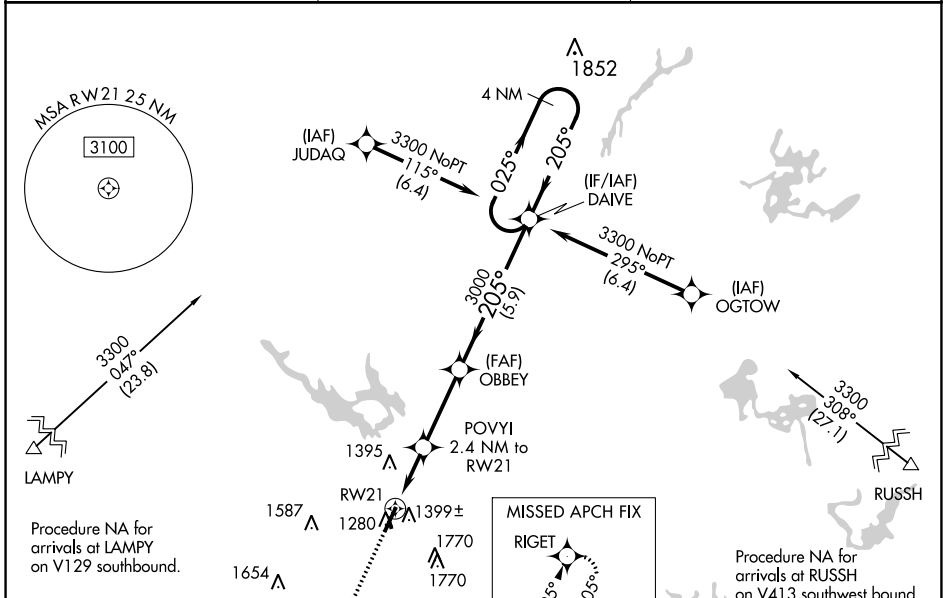 MSA RW21 25 NM
3100
1852
4 NM
(IAF)
JUDAQ
3300 NoPT
115°
(6.4)
025°
205°
(IF/IAF)
DAIVE
3300 NoPT
295°
(6.4)
(IAF)
OGTOW
3000
205°
(5.9)
3300
047°
(23.8)
LAMPY
(FAF)
OBBEY
3300
308°
(27.1)
RUSSH
POVYI
2.4 NM to
RW21
1395
RW21
1587
1280
1399±
1770
1770
1654
Procedure NA for
arrivals at LAMPY
on V129 southbound.
MISSED APCH FIX
RIGET
Procedure NA for
arrivals at RUSSH
on V413 southwest bound